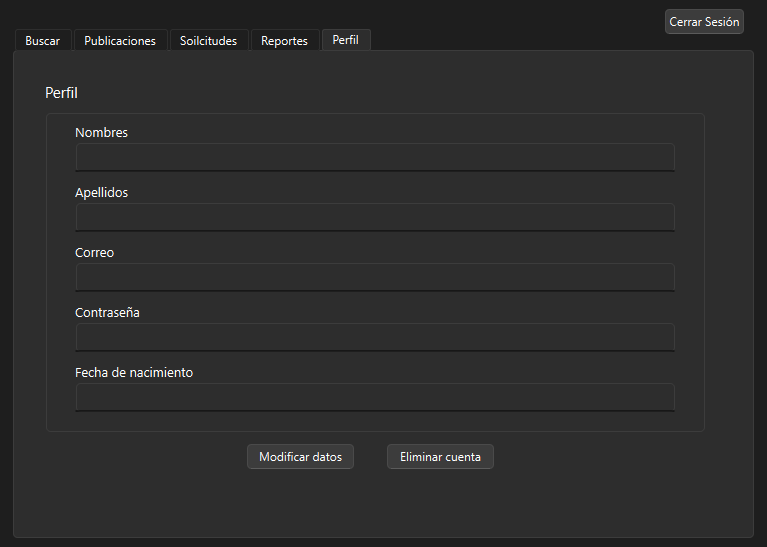 Cerrar Sesión
Buscar Publicaciones Soilcitudes Reportes Perfil
Perfil
Nombres
Apellidos
Correo
Contraseña
Fecha de nacimiento
Modificar datos Eliminar cuenta